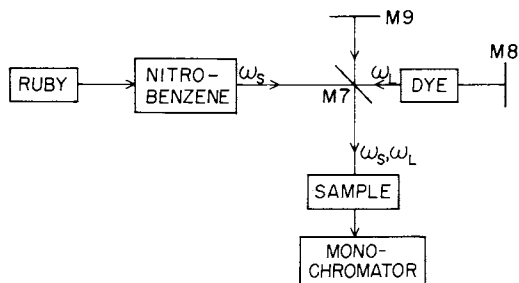 M9
M8
RUBY
NITRO-
BENZENE
ωS
M7
ωL
DYE
ωS,ωL
SAMPLE
MONO-
CHROMATOR